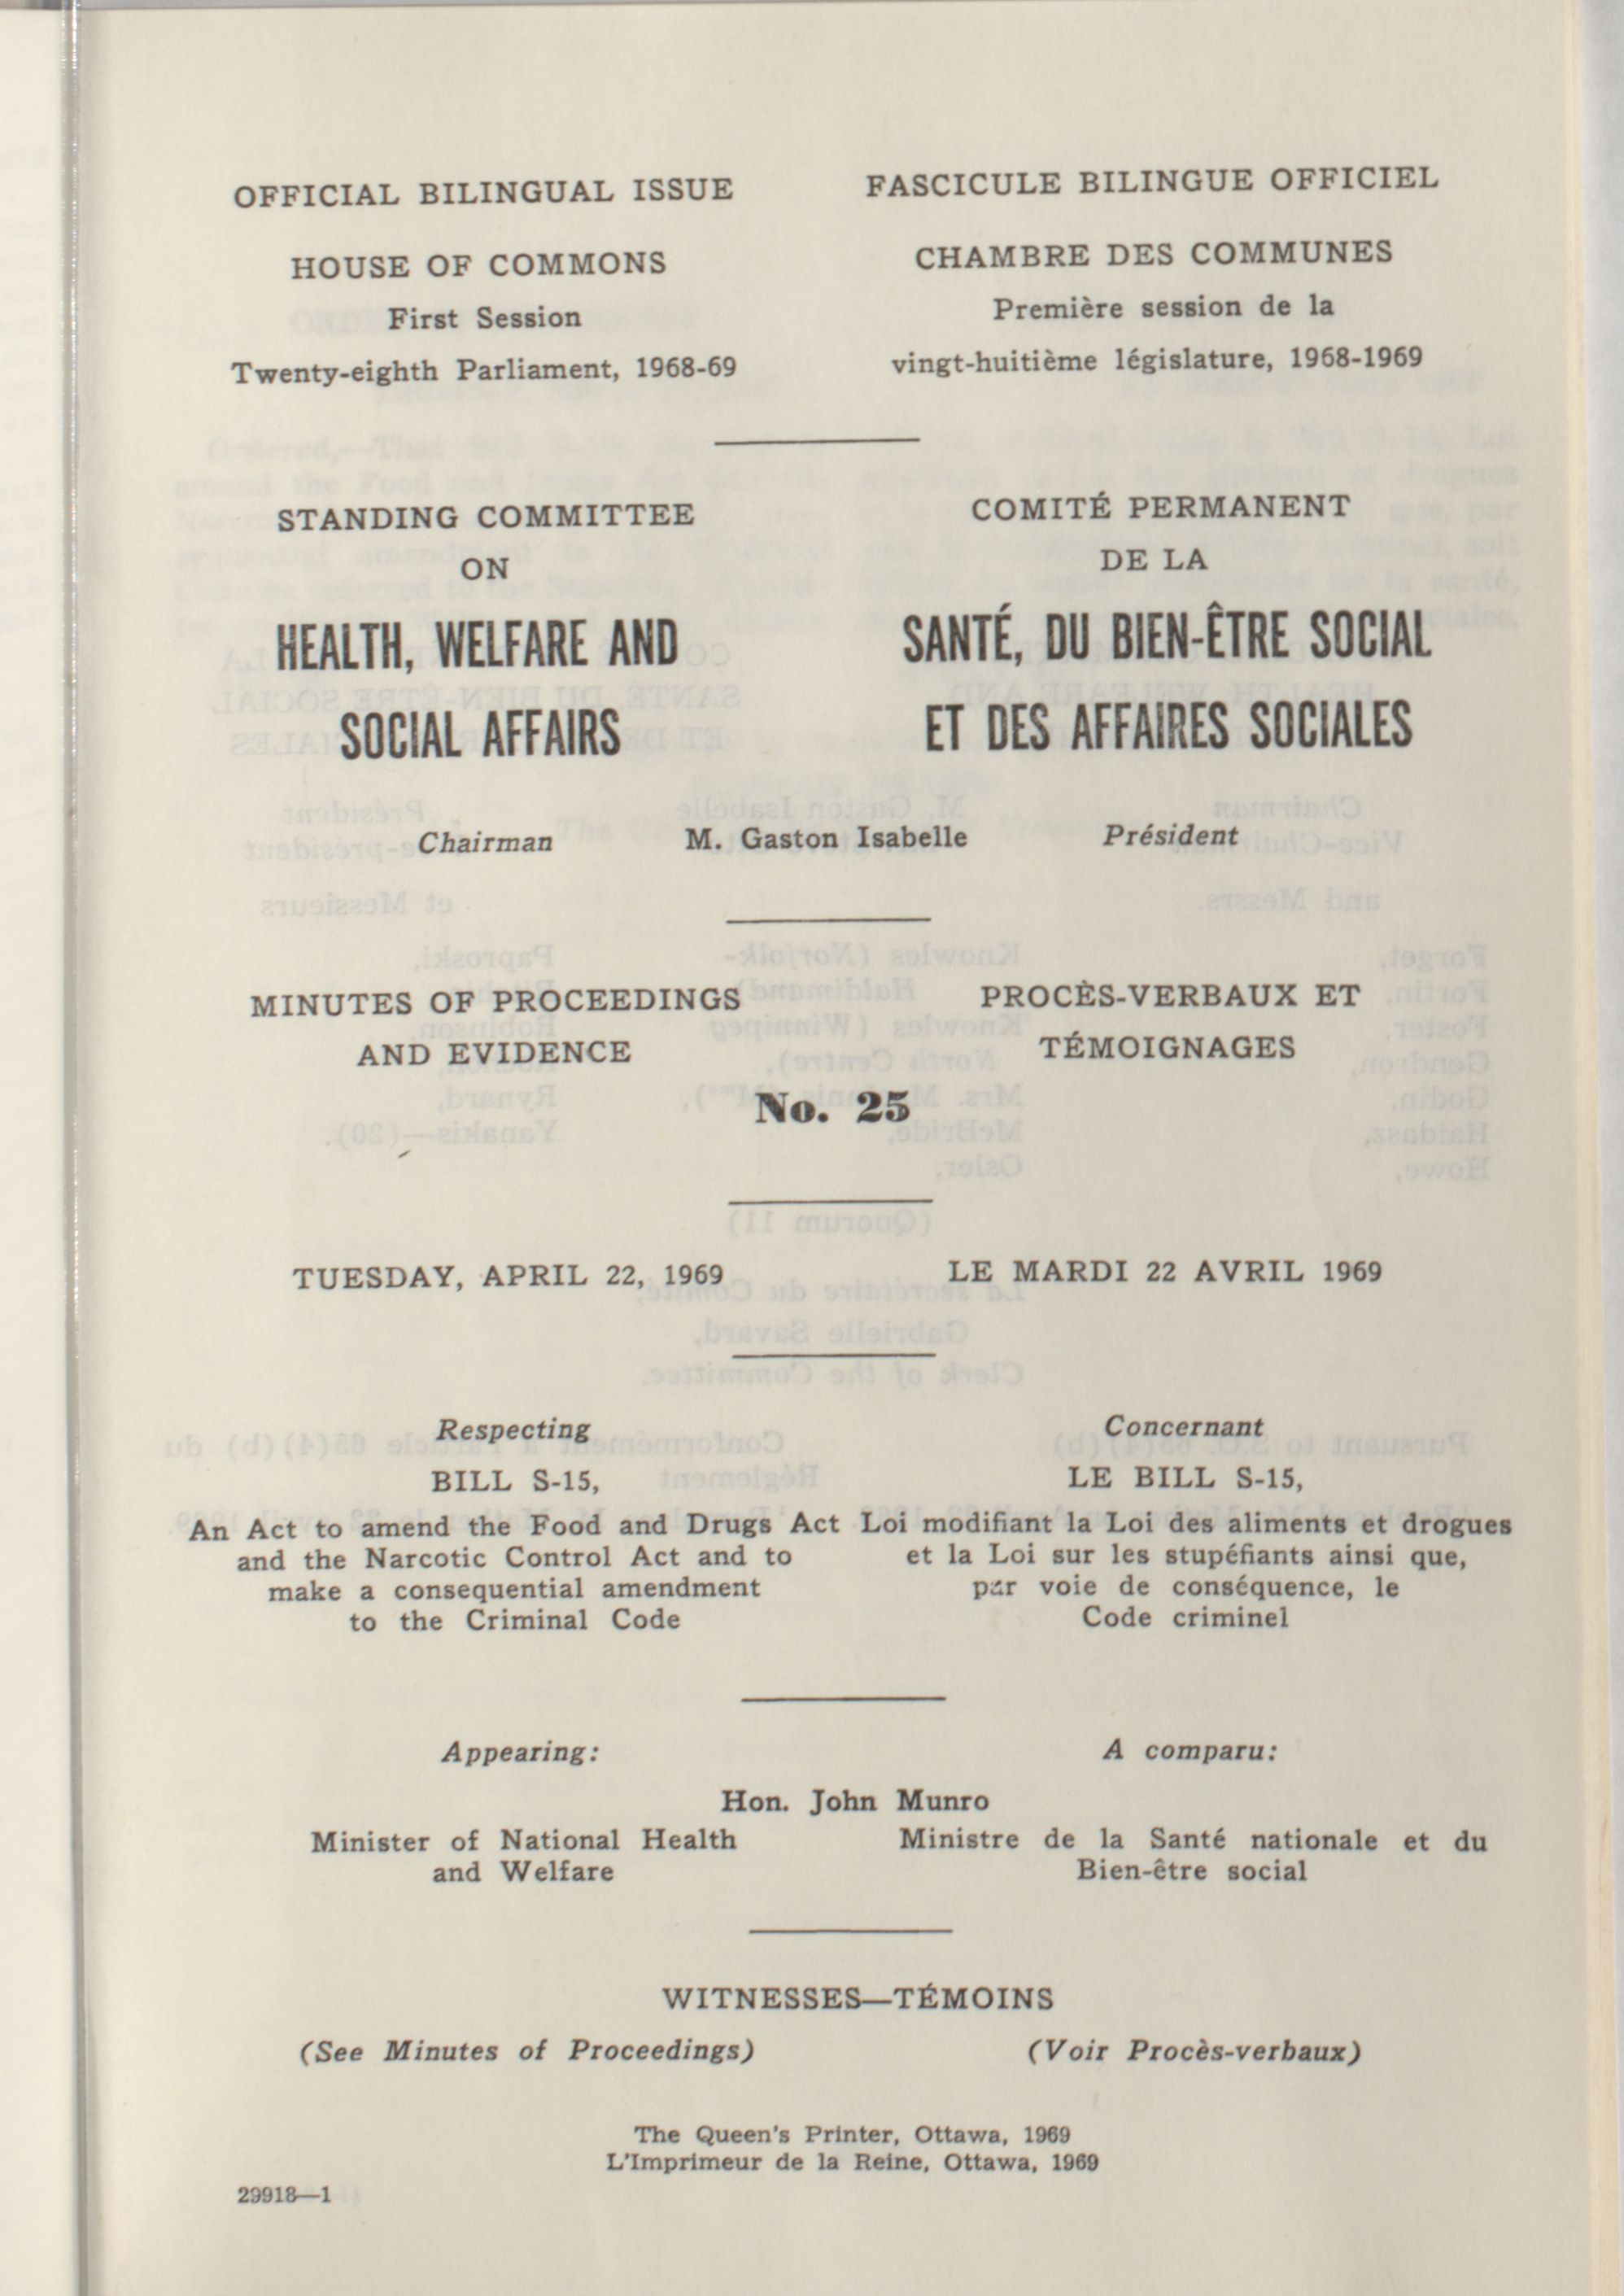 OFFICIAL BILINGUAL ISSUE
HOUSE OF COMMONS
First Session
Twenty-eighth Parliament, 1968-69
FASCICULE BILINGUE OFFICIEL
CHAMBRE DES COMMUNES
Première session de la
vingt-huitième législature, 1968-1969
STANDING COMMITTEE
ON
HEALTH, WELFARE AND
SOCIAL AFFAIRS
COMITÉ PERMANENT
DE LA
SANTÉ, DU BIEN-ÊTRE SOCIAL
ET DES AFFAIRES SOCIALES
Chairman M. Gaston Isabelle Président
MINUTES OF PROCEEDINGS
AND EVIDENCE
PROCÈS-VERBAUX ET
TÉMOIGNAGES
No. 25
TUESDAY, APRIL 22, 1969
LE MARDI 22 AVRIL 1969
Respecting
BILL S-15,
An Act to amend the Food and Drugs Act
and the Narcotic Control Act and to
make a consequential amendment
to the Criminal Code
Concernant
LE BILL S-15,
Loi modifiant la Loi des aliments et drogues
et la Loi sur les stupéfiants ainsi que,
par voie de conséquence, le
Code criminel
Appearing:
A comparu:
Hon. John Munro
Minister of National Health
and Welfare
Ministre de la Santé nationale et du
Bien-être social
WITNESSES—TÉMOINS
(See Minutes of Proceedings)
(Voir Procès-verbaux)
The Queen's Printer, Ottawa, 1969
L'Imprimeur de la Reine, Ottawa, 1969
29918—1